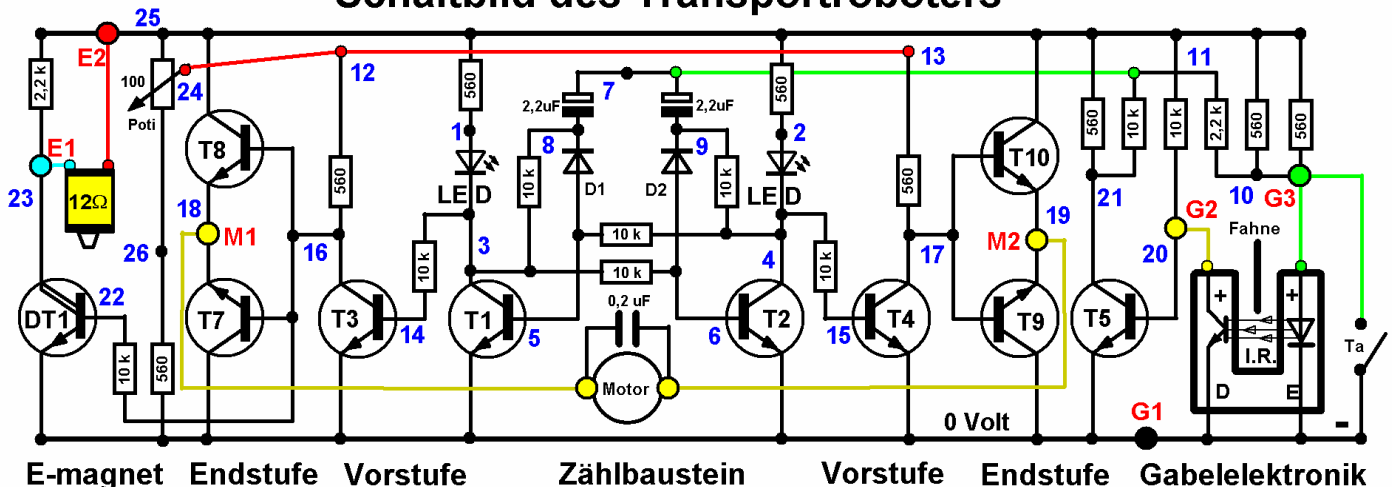 Schaltbild des Transportroboters
25
E2
12
13
11
2,2 k
100
24
Poti
560
2,2uF
7
2,2uF
560
560
10 k
10 k
2,2 k
560
560
1
2
E1
T8
8
9
T10
23
12Ω
560
10 k
D1
D2
10 k
560
21
10
G3
LED
LED
18
M1
16
3
10 k
4
17
19
M2
G2
20
Fahne
26
10 k
10 k
10 k
22
0,2 uF
DT1
T7
T3
14
T1
5
6
T2
15
T4
T9
T5
+
+
I.R.
Ta
10 k
560
Motor
D
E
0 Volt
G1
-
E-magnet Endstufe Vorstufe Zählbaustein Vorstufe Endstufe Gabelelektronik